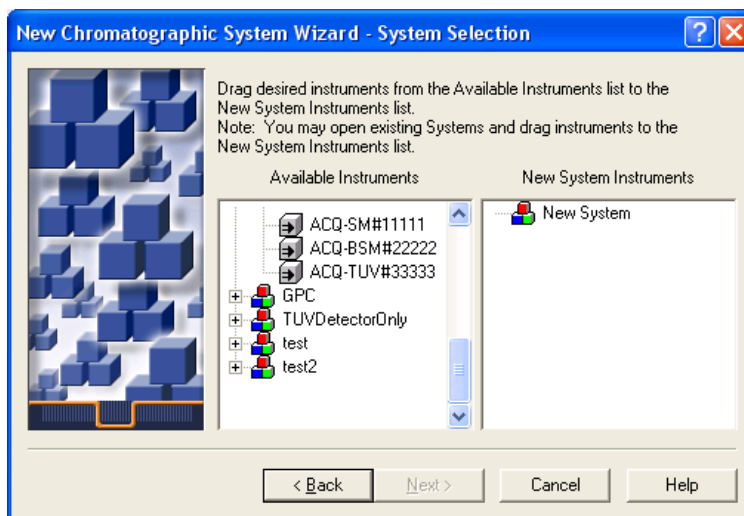 New Chromatographic System Wizard - System Selection
Drag desired instruments from the Available Instruments list to the
New System Instruments list.
Note: You may open existing Systems and drag instruments to the
New System Instruments list.
Available Instruments
New System Instruments
ACQ-SM#11111
ACQ-BSM#22222
ACQ-TUV#33333
GPC
TUVDetectorOnly
test
test2
New System
< Back
Next >
Cancel
Help